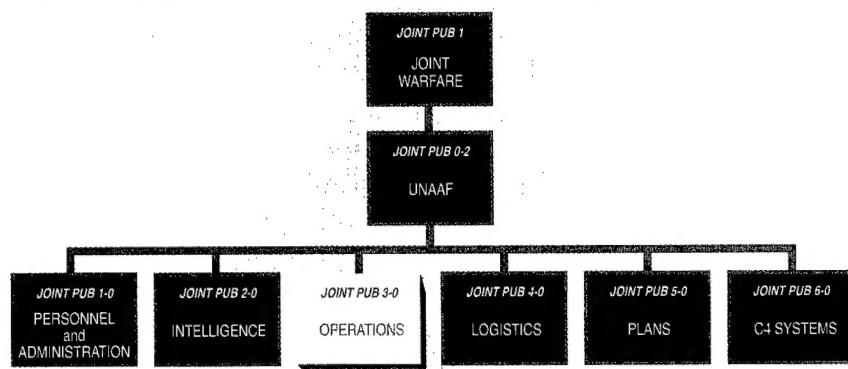 JOINT PUB 1
JOINT
WARFARE
JOINT PUB 0-2
UNAAF
JOINT PUB 1-0
PERSONNEL
and
ADMINISTRATION
JOINT PUB 2-0
INTELLIGENCE
JOINT PUB 3-0
OPERATIONS
JOINT PUB 4-0
LOGISTICS
JOINT PUB 5-0
PLANS
JOINT PUB 6-0
C4 SYSTEMS